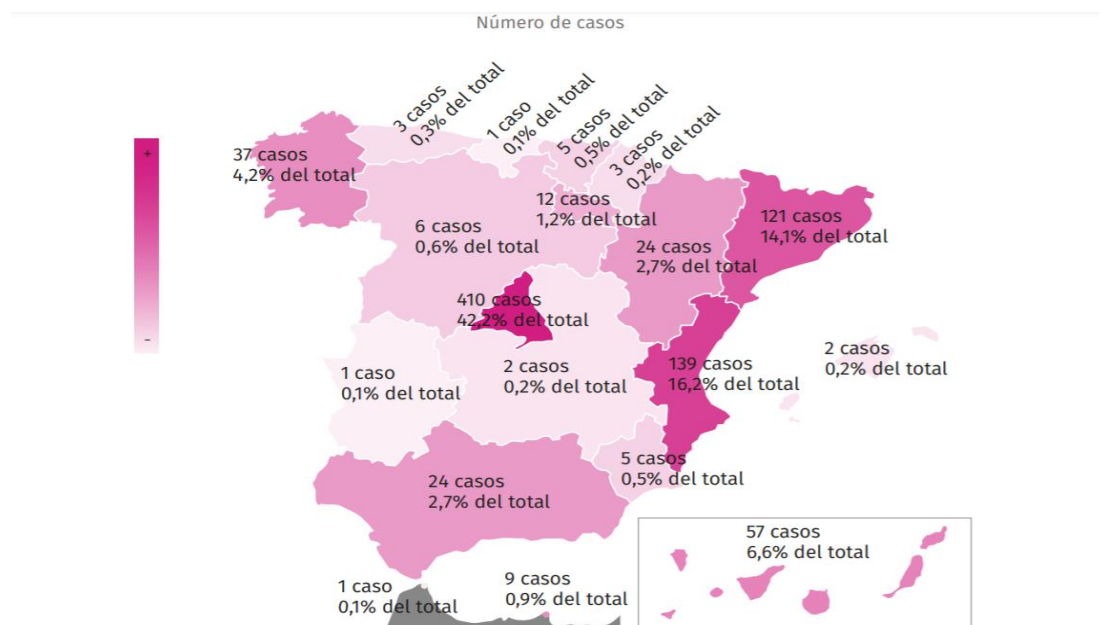 Número de casos
3 casos
0,3% del total
1 caso
0,1% del total
5 casos
0,5% del total
3 casos
0,2% del total
37 casos
4,2% del total
+
12 casos
1,2% del total
6 casos
0,6% del total
24 casos
2,7% del total
121 casos
14,1% del total
410 casos
42,2% del total
-
1 caso
0,1% del total
2 casos
0,2% del total
139 casos
16,2% del total
2 casos
0,2% del total
24 casos
2,7% del total
5 casos
0,5% del total
57 casos
6,6% del total
1 caso
0,1% del total
9 casos
0,9% del total